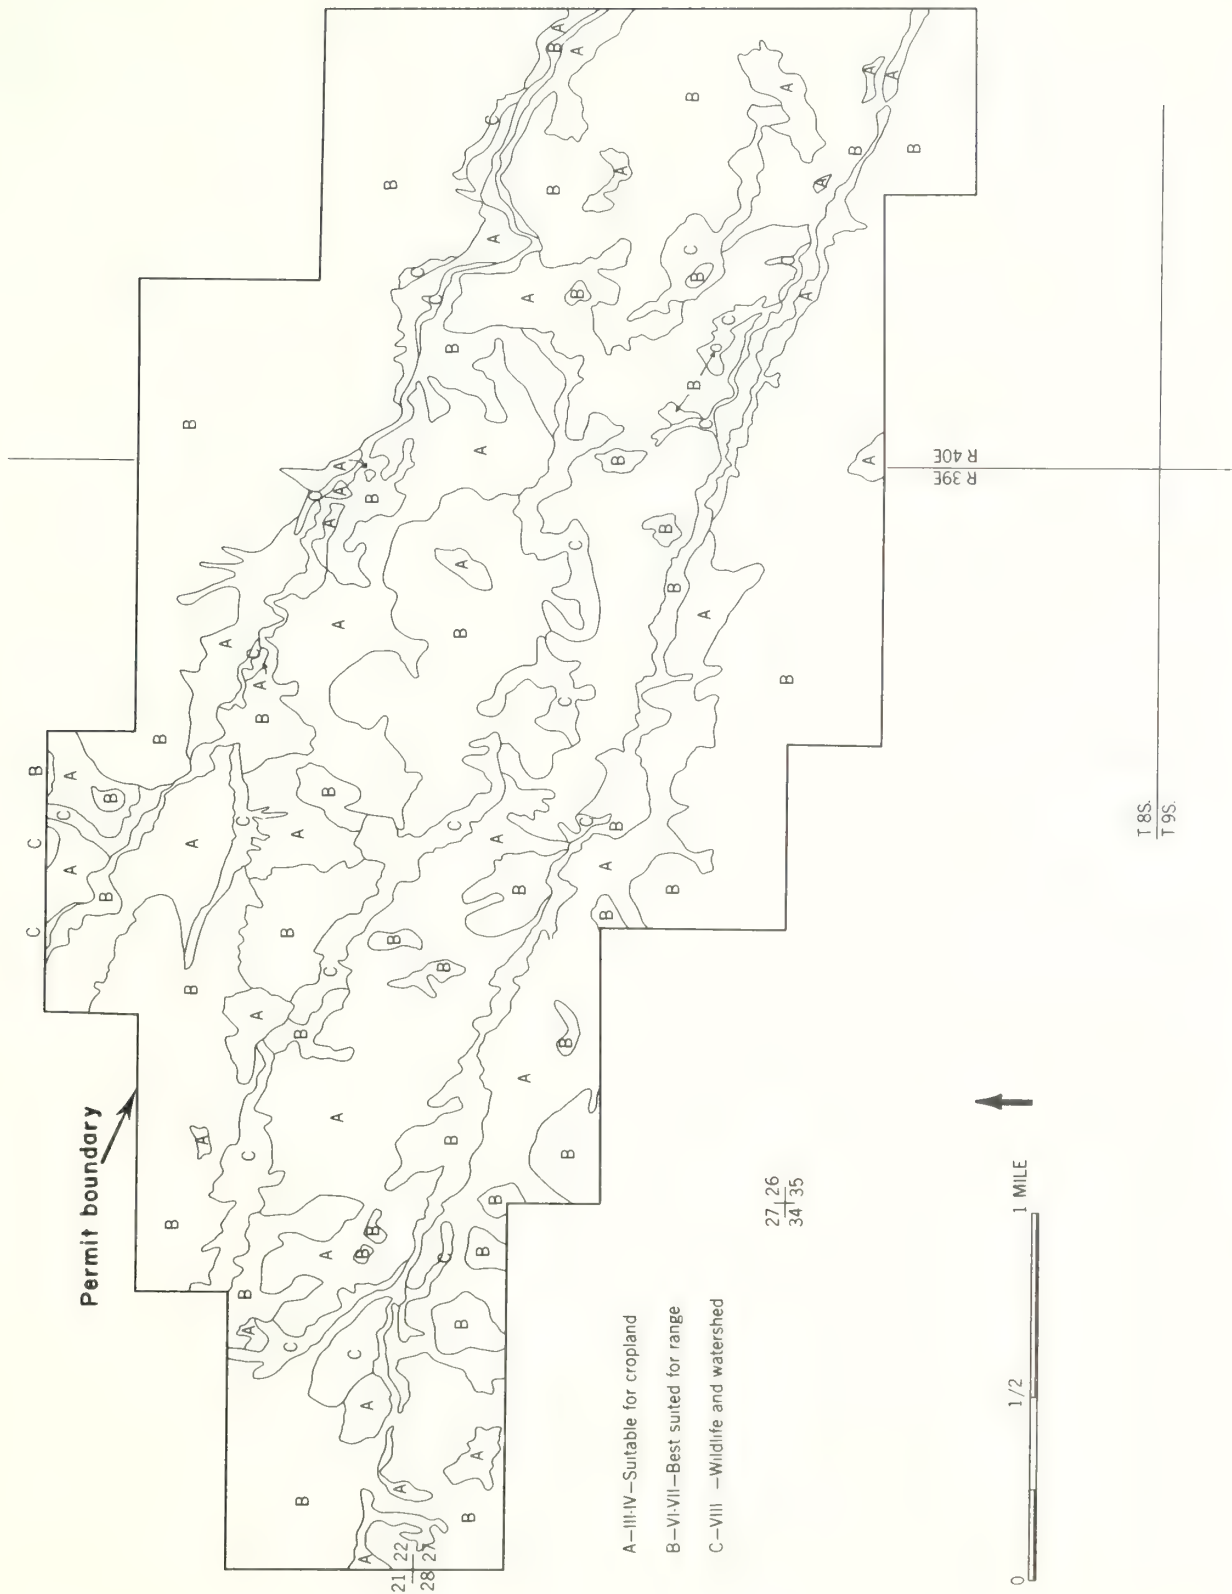 Permit boundary
C
C
B
A
C
A
B
B
B
A
C
B
B
A
B
C
A
A
B
A
B
C
B
A
B
C
A
B
A
B
C
A
A
B
B
B
C
A
B
A
B
A
B
B
C
A
B
C
A
C
A
B
A
C
B
R 39E
R 40E
21 22
28 27
27 26
34 35
T 8S.
T 9S.
A–III-IV–Suitable for cropland
B–VI-VII–Best suited for range
C–VIII –Wildlife and watershed
0
1/2
1 MILE